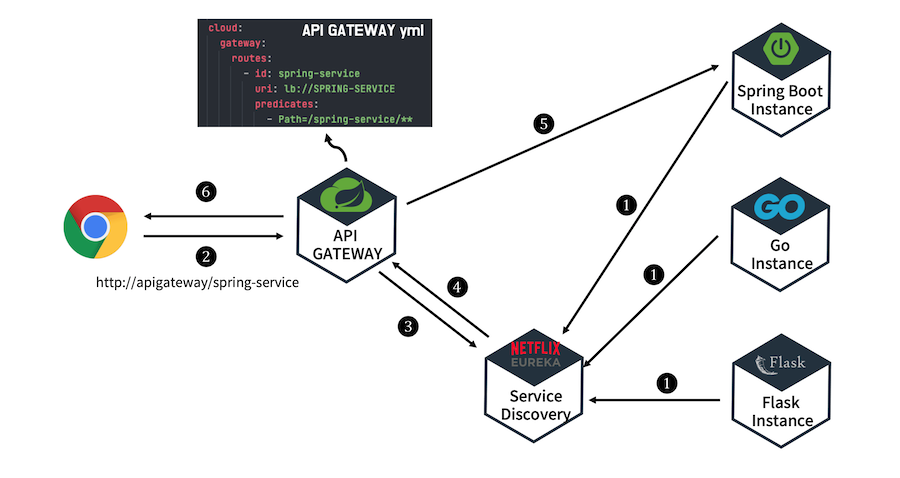 cloud:
API GATEWAY yml
gateway:
routes:
- id: spring-service
uri: lb://SPRING-SERVICE
predicates:
- Path=/spring-service/**
Spring Boot
Instance
5
6
1
GO
API
GATEWAY
2
Go
Instance
http://apigateway/spring-service
1
4
3
NETFLIX
EUREKA
Flask
1
Service
Discovery
Flask
Instance